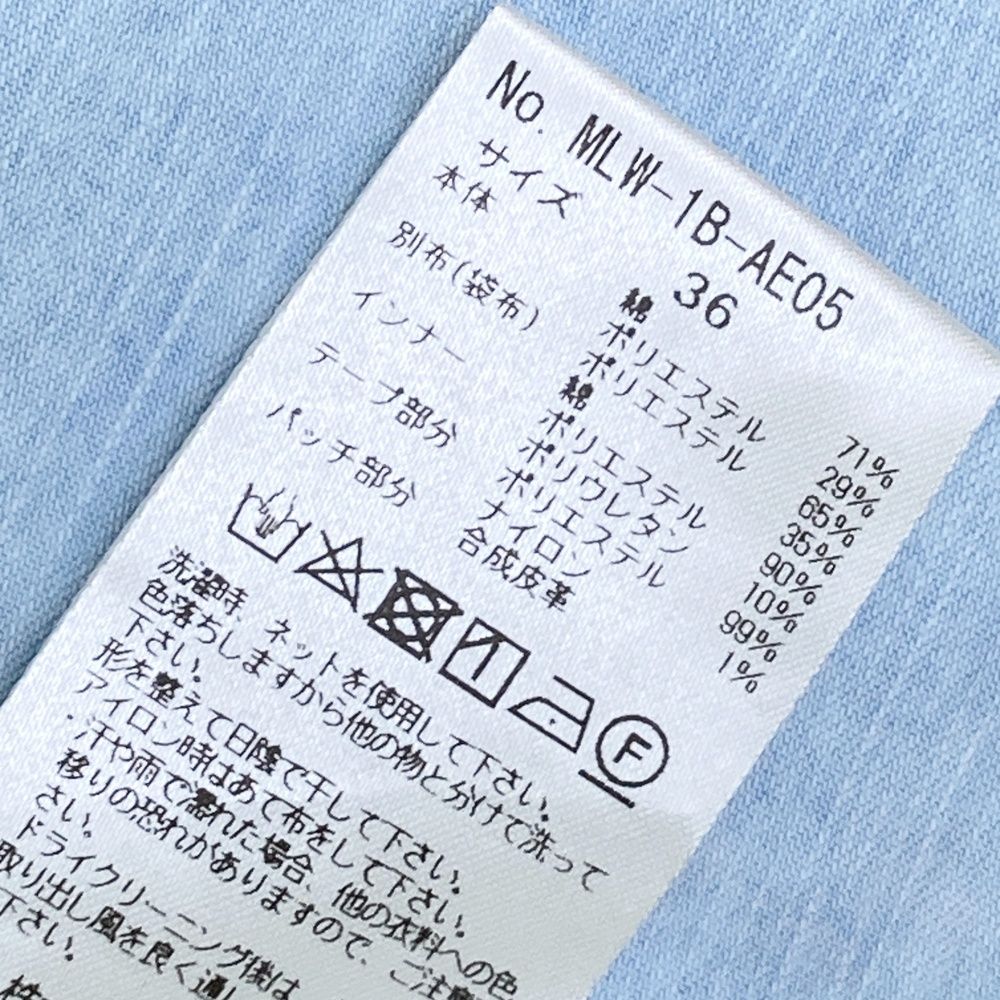 No. MLW-1B-AE05
サイズ 36
本体 綿 71%
ポリエステル 29%
別布(袋布) ポリエステル 65%
綿 35%
インナー ポリエステル 90%
ポリウレタン 10%
テープ部分 ポリエステル 99%
ナイロン 1%
パッチ部分 合成皮革
F
洗濯時、ネットを使用して下さい。
色落ちしますから他の物と分けて洗って
下さい。
形を整えて日陰で干して下さい。
アイロン時はあて布をして下さい。
・汗や雨で濡れた場合、他の衣料への色
移りの恐れがありますので、ご注意
さい。
ドライクリーニング後は
取り出し風を良く通し
下さい。
株